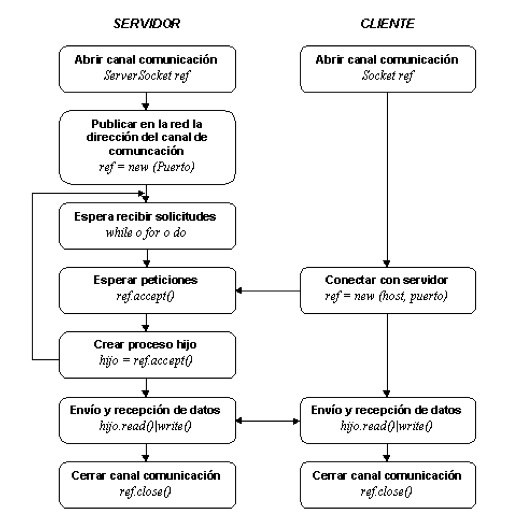 SERVIDOR
CLIENTE
Abrir canal comunicación
ServerSocket ref
Abrir canal comunicación
Socket ref
Publicar en la red la
dirección del canal de
comuncación
ref = new (Puerto)
Espera recibir solicitudes
while o for o do
Esperar peticiones
ref.accept()
Conectar con servidor
ref = new (host, puerto)
Crear proceso hijo
hijo = ref.accept()
Envío y recepción de datos
hijo.read()|write()
Envío y recepción de datos
hijo.read()|write()
Cerrar canal comunicación
ref.close()
Cerrar canal comunicación
ref.close()